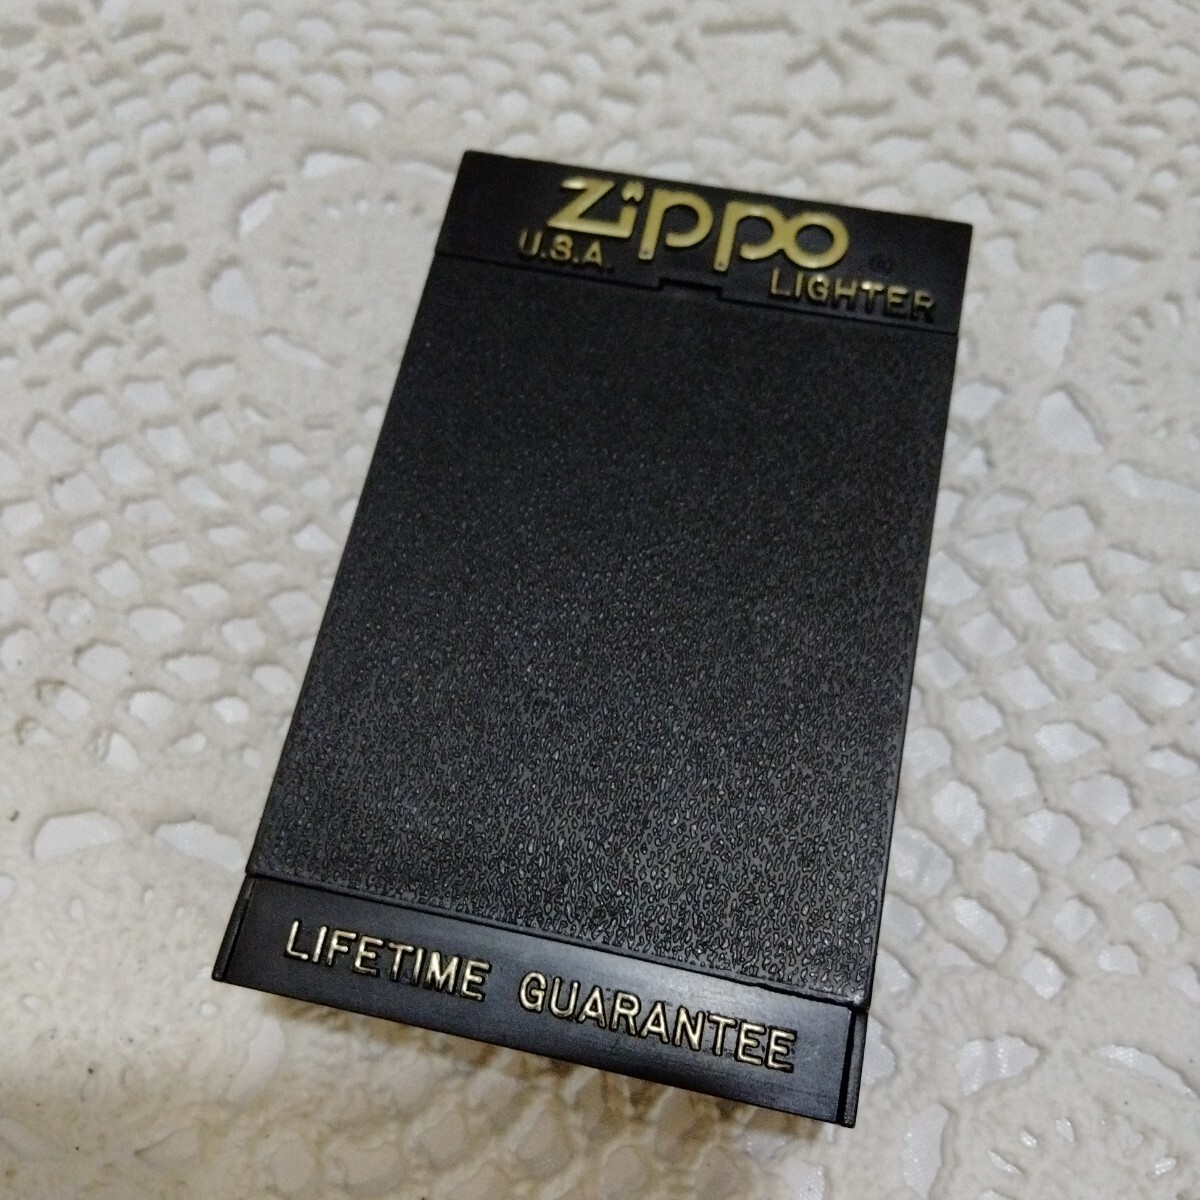 Zippo ®
U.S.A. LIGHTER
LIFETIME GUARANTEE